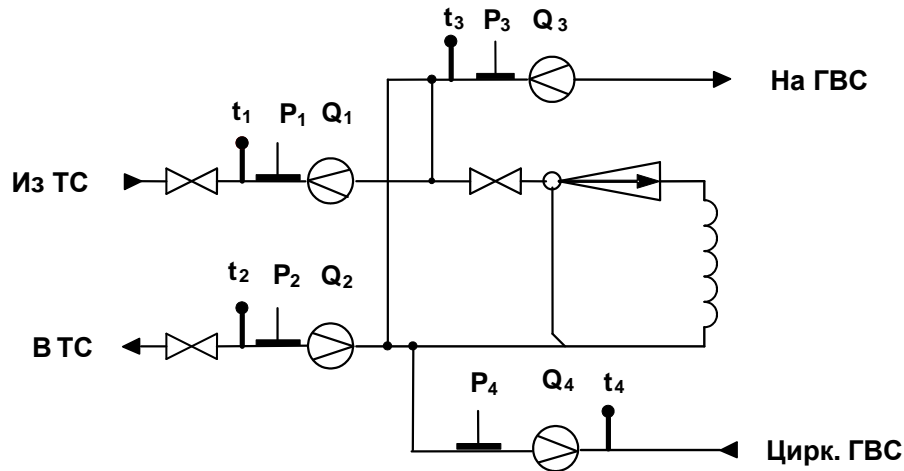 t3 P3 Q3
На ГВС
t1 P1 Q1
Из ТС
t2 P2 Q2
В ТС
P4 Q4 t4
Цирк. ГВС